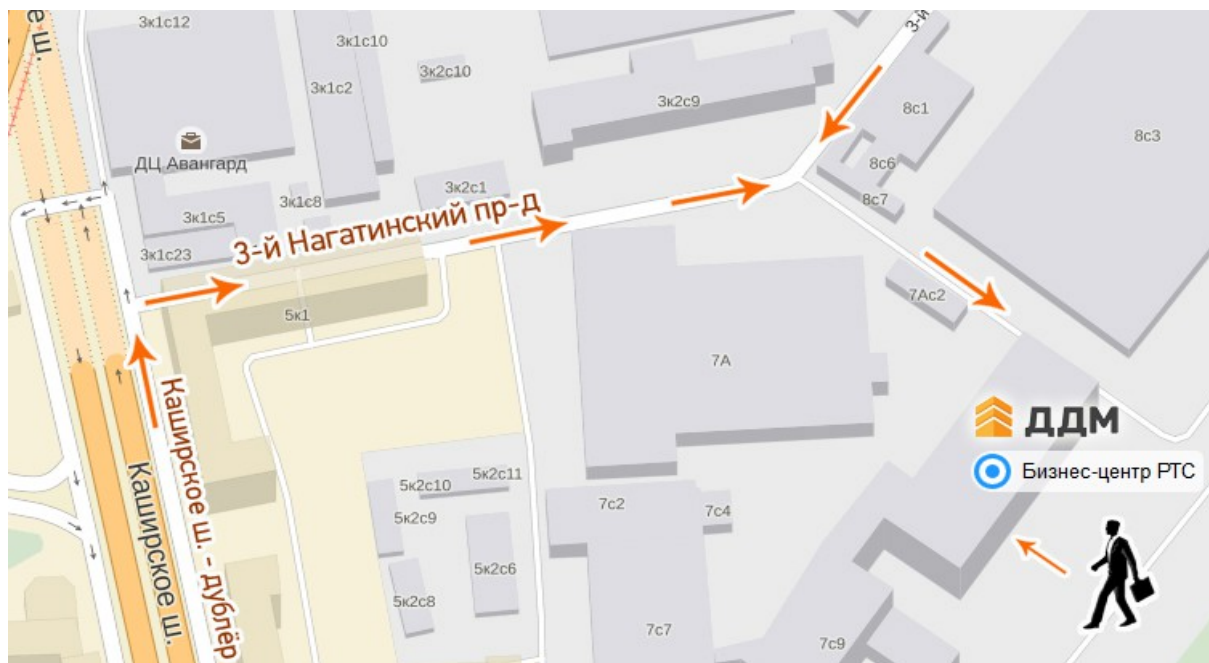 е ш.
3к1с12
3к1с10
3к1с2
3к2с10
3к2с9
3-й
8с1
8с3
8с6
8с7
ДЦ Авангард
3к2с1
3к1с8
3к1с5
3к1с23
3-й Нагатинский пр-д
5к1
7Ас2
7А
ДДМ
Бизнес-центр РТС
Каширское ш. - дублёр
Каширское ш.
5к2с11
5к2с10
5к2с9
5к2с6
5к2с8
7с2
7с4
7с7
7с9